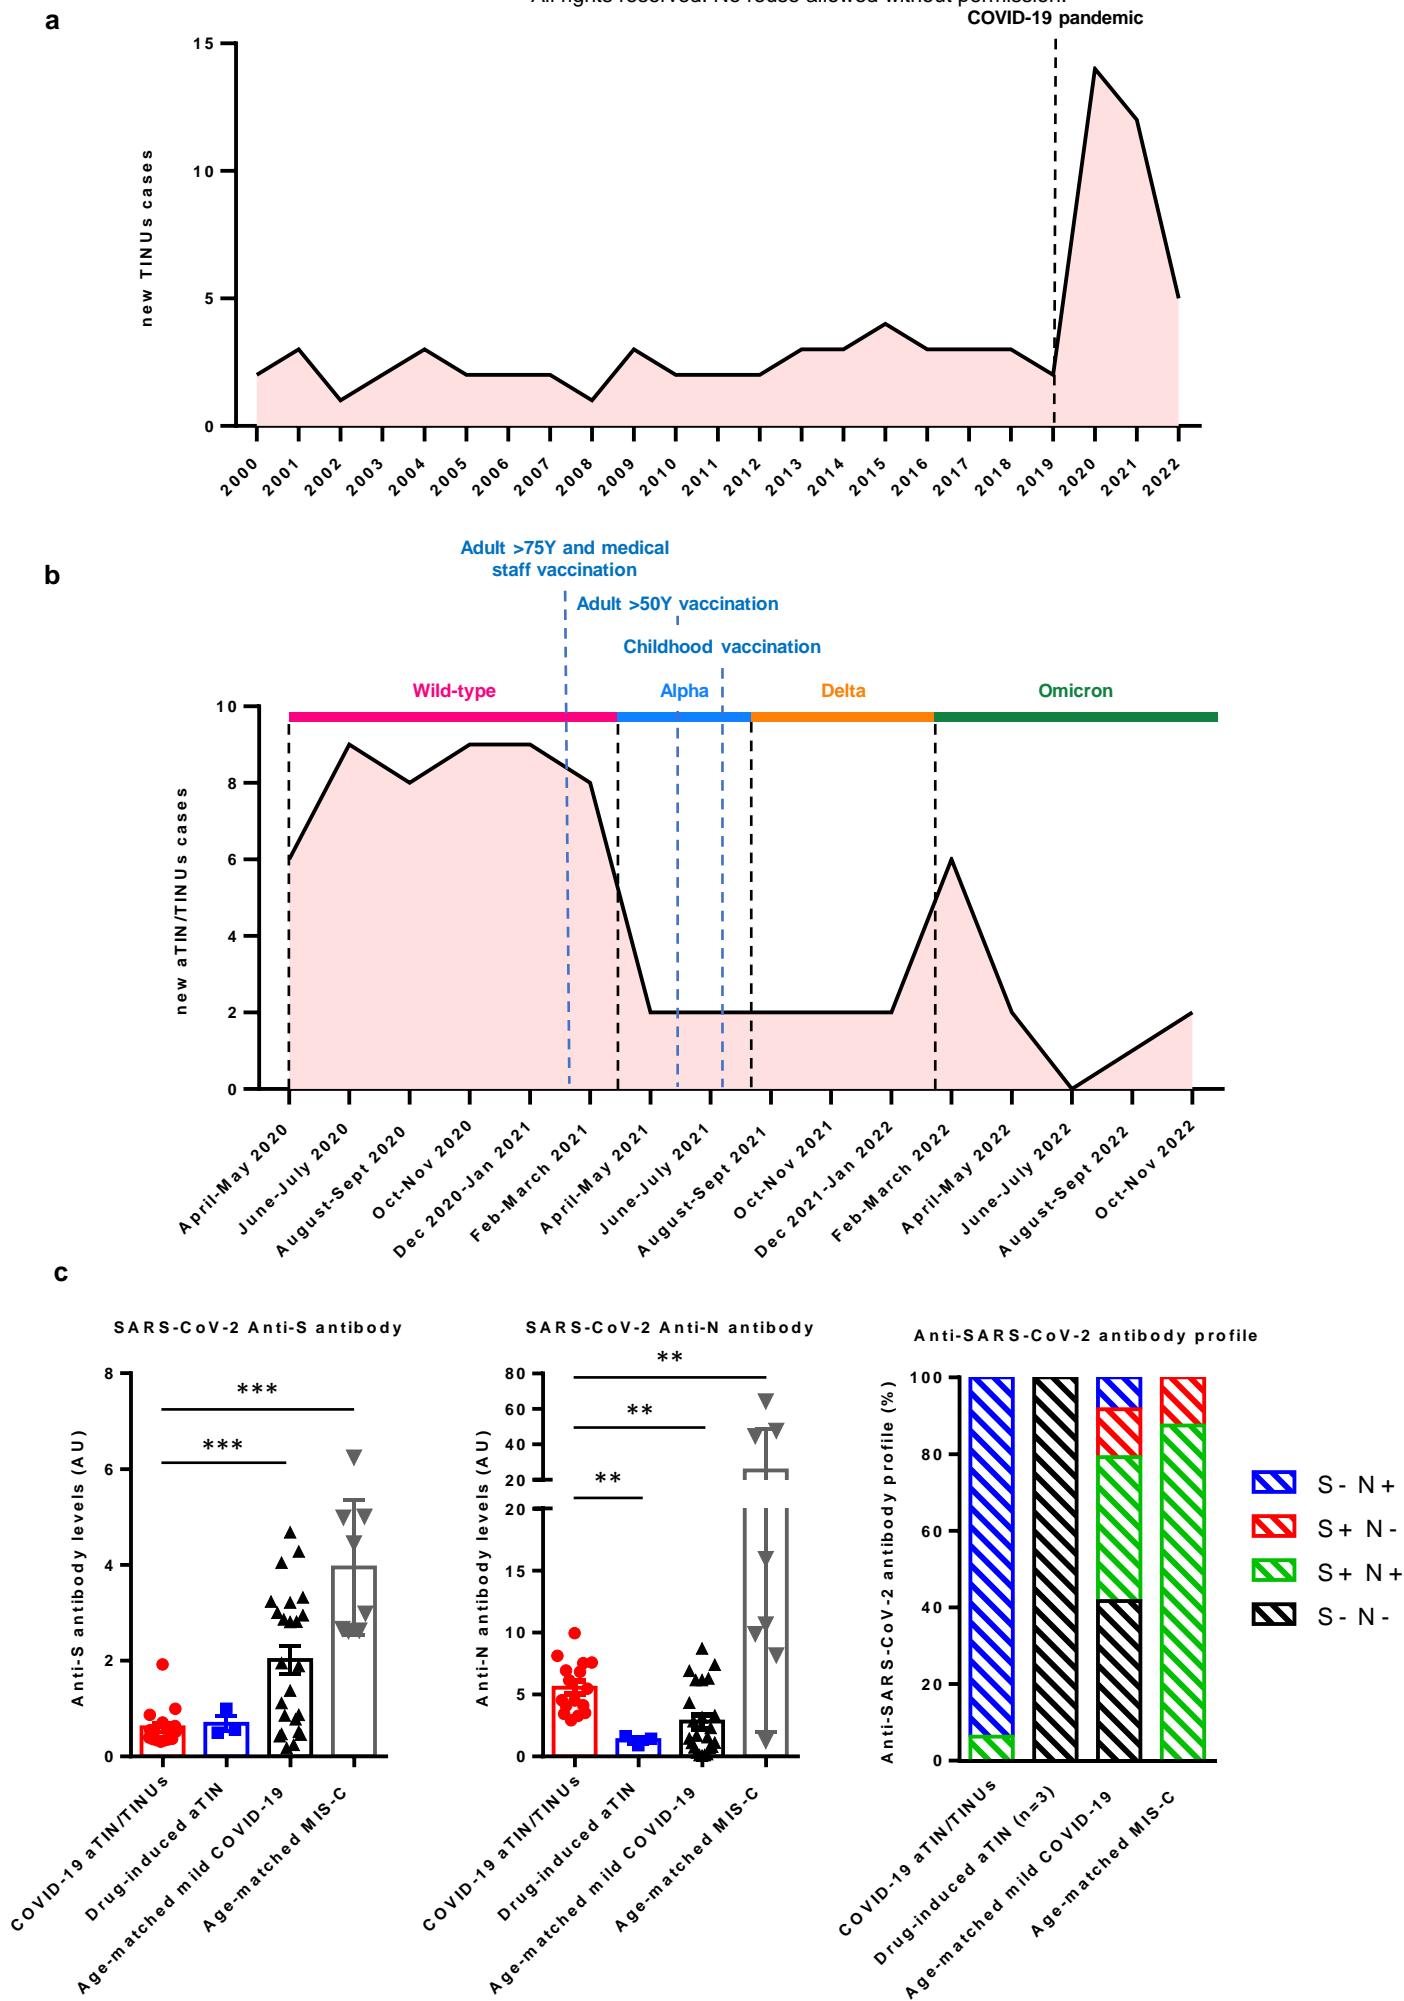 All rights reserved. No reuse allowed without permission.
a
COVID-19 pandemic
15
10
5
0
new TINUs cases
2000
2001
2002
2003
2004
2005
2006
2007
2008
2009
2010
2011
2012
2013
2014
2015
2016
2017
2018
2019
2020
2021
2022
b
Adult >75Y and medical
staff vaccination
Adult >50Y vaccination
Childhood vaccination
Wild-type
Alpha
Delta
Omicron
10
8
6
4
2
0
new aTIN/TINUs cases
April-May 2020
June-July 2020
August-Sept 2020
Oct-Nov 2020
Dec 2020-Jan 2021
Feb-March 2021
April-May 2021
June-July 2021
August-Sept 2021
Oct-Nov 2021
Dec 2021-Jan 2022
Feb-March 2022
April-May 2022
June-July 2022
August-Sept 2022
Oct-Nov 2022
c
SARS-CoV-2 Anti-S antibody
8
6
4
2
0
Anti-S antibody levels (AU)
***
***
COVID-19 aTIN/TINUs
Drug-induced aTIN
Age-matched mild COVID-19
Age-matched MIS-C
SARS-CoV-2 Anti-N antibody
80
60
40
20
20
15
10
5
0
Anti-N antibody levels (AU)
**
**
**
COVID-19 aTIN/TINUs
Drug-induced aTIN
Age-matched mild COVID-19
Age-matched MIS-C
Anti-SARS-CoV-2 antibody profile
100
80
60
40
20
0
Anti-SARS-CoV-2 antibody profile (%)
COVID-19 aTIN/TINUs
Drug-induced aTIN (n=3)
Age-matched mild COVID-19
Age-matched MIS-C
S- N+
S+ N-
S+ N+
S- N-